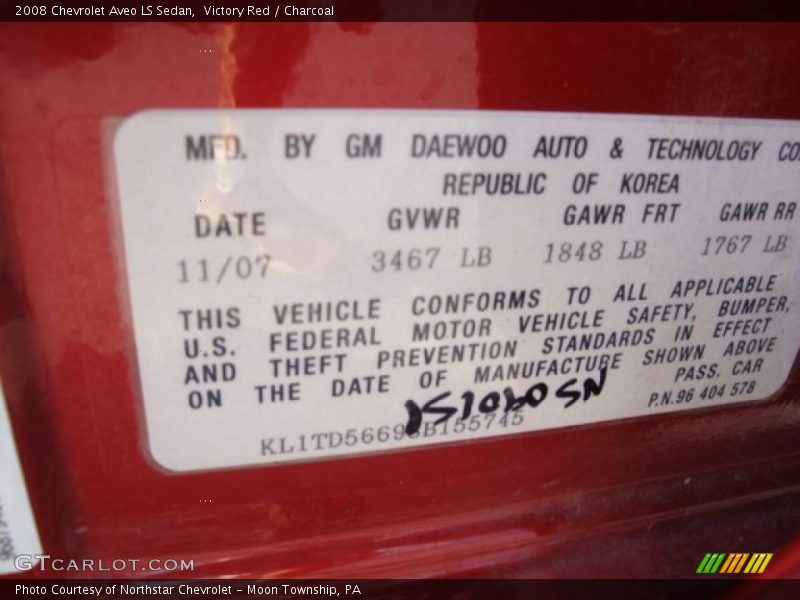 2008 Chevrolet Aveo LS Sedan,  Victory Red / Charcoal
MFD. BY GM DAEWOO AUTO & TECHNOLOGY CO.
REPUBLIC OF KOREA
DATE GVWR GAWR FRT GAWR RR
11/07 3467 LB 1848 LB 1767 LB
THIS VEHICLE CONFORMS TO ALL APPLICABLE
U.S. FEDERAL MOTOR VEHICLE SAFETY, BUMPER,
AND THEFT PREVENTION STANDARDS IN EFFECT
ON THE DATE OF MANUFACTURE SHOWN ABOVE
PASS. CAR
P.N.96 404 578
GTCARLOT.COM
Photo Courtesy of Northstar Chevrolet - Moon Township, PA